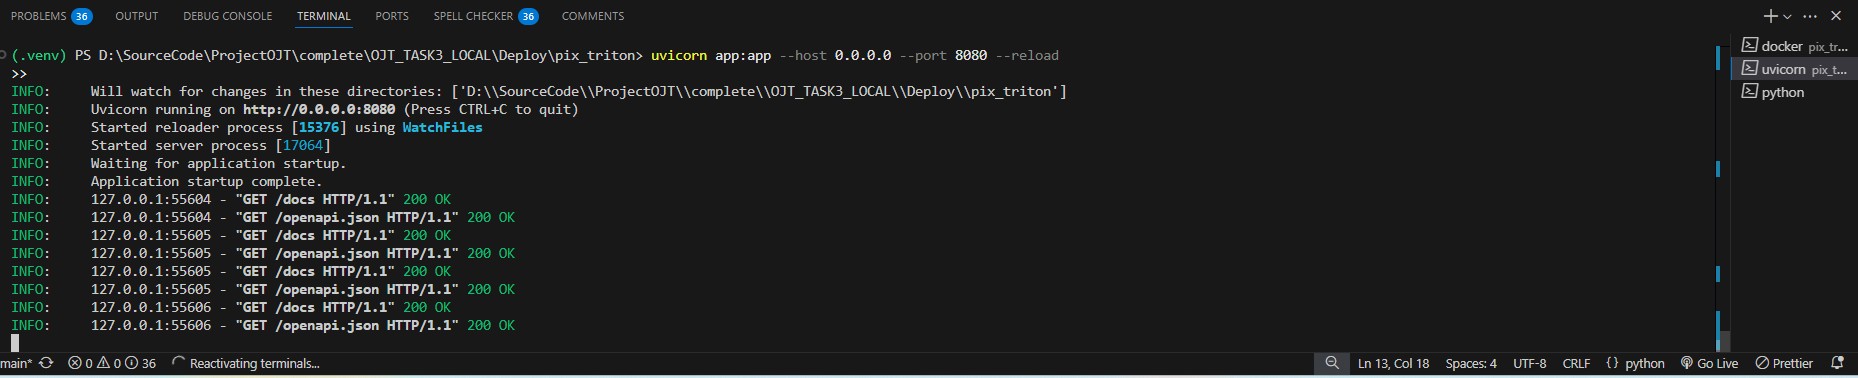 PROBLEMS 36 OUTPUT DEBUG CONSOLE TERMINAL PORTS SPELL CHECKER 36 COMMENTS
(.venv) PS D:\SourceCode\ProjectOJT\complete\OJT_TASK3_LOCAL\Deploy\pix_triton> uvicorn app:app --host 0.0.0.0 --port 8080 --reload
>>
INFO: Will watch for changes in these directories: ['D:\\SourceCode\\ProjectOJT\\complete\\OJT_TASK3_LOCAL\\Deploy\\pix_triton']
INFO: Uvicorn running on http://0.0.0.0:8080 (Press CTRL+C to quit)
INFO: Started reloader process [15376] using WatchFiles
INFO: Started server process [17064]
INFO: Waiting for application startup.
INFO: Application startup complete.
INFO: 127.0.0.1:55604 - "GET /docs HTTP/1.1" 200 OK
INFO: 127.0.0.1:55604 - "GET /openapi.json HTTP/1.1" 200 OK
INFO: 127.0.0.1:55605 - "GET /docs HTTP/1.1" 200 OK
INFO: 127.0.0.1:55605 - "GET /openapi.json HTTP/1.1" 200 OK
INFO: 127.0.0.1:55605 - "GET /docs HTTP/1.1" 200 OK
INFO: 127.0.0.1:55605 - "GET /openapi.json HTTP/1.1" 200 OK
INFO: 127.0.0.1:55606 - "GET /docs HTTP/1.1" 200 OK
INFO: 127.0.0.1:55606 - "GET /openapi.json HTTP/1.1" 200 OK
docker pix_tr...
uvicorn pix_t...
python
main* 0 0 36 Reactivating terminals... Ln 13, Col 18 Spaces: 4 UTF-8 CRLF {} python Go Live Prettier